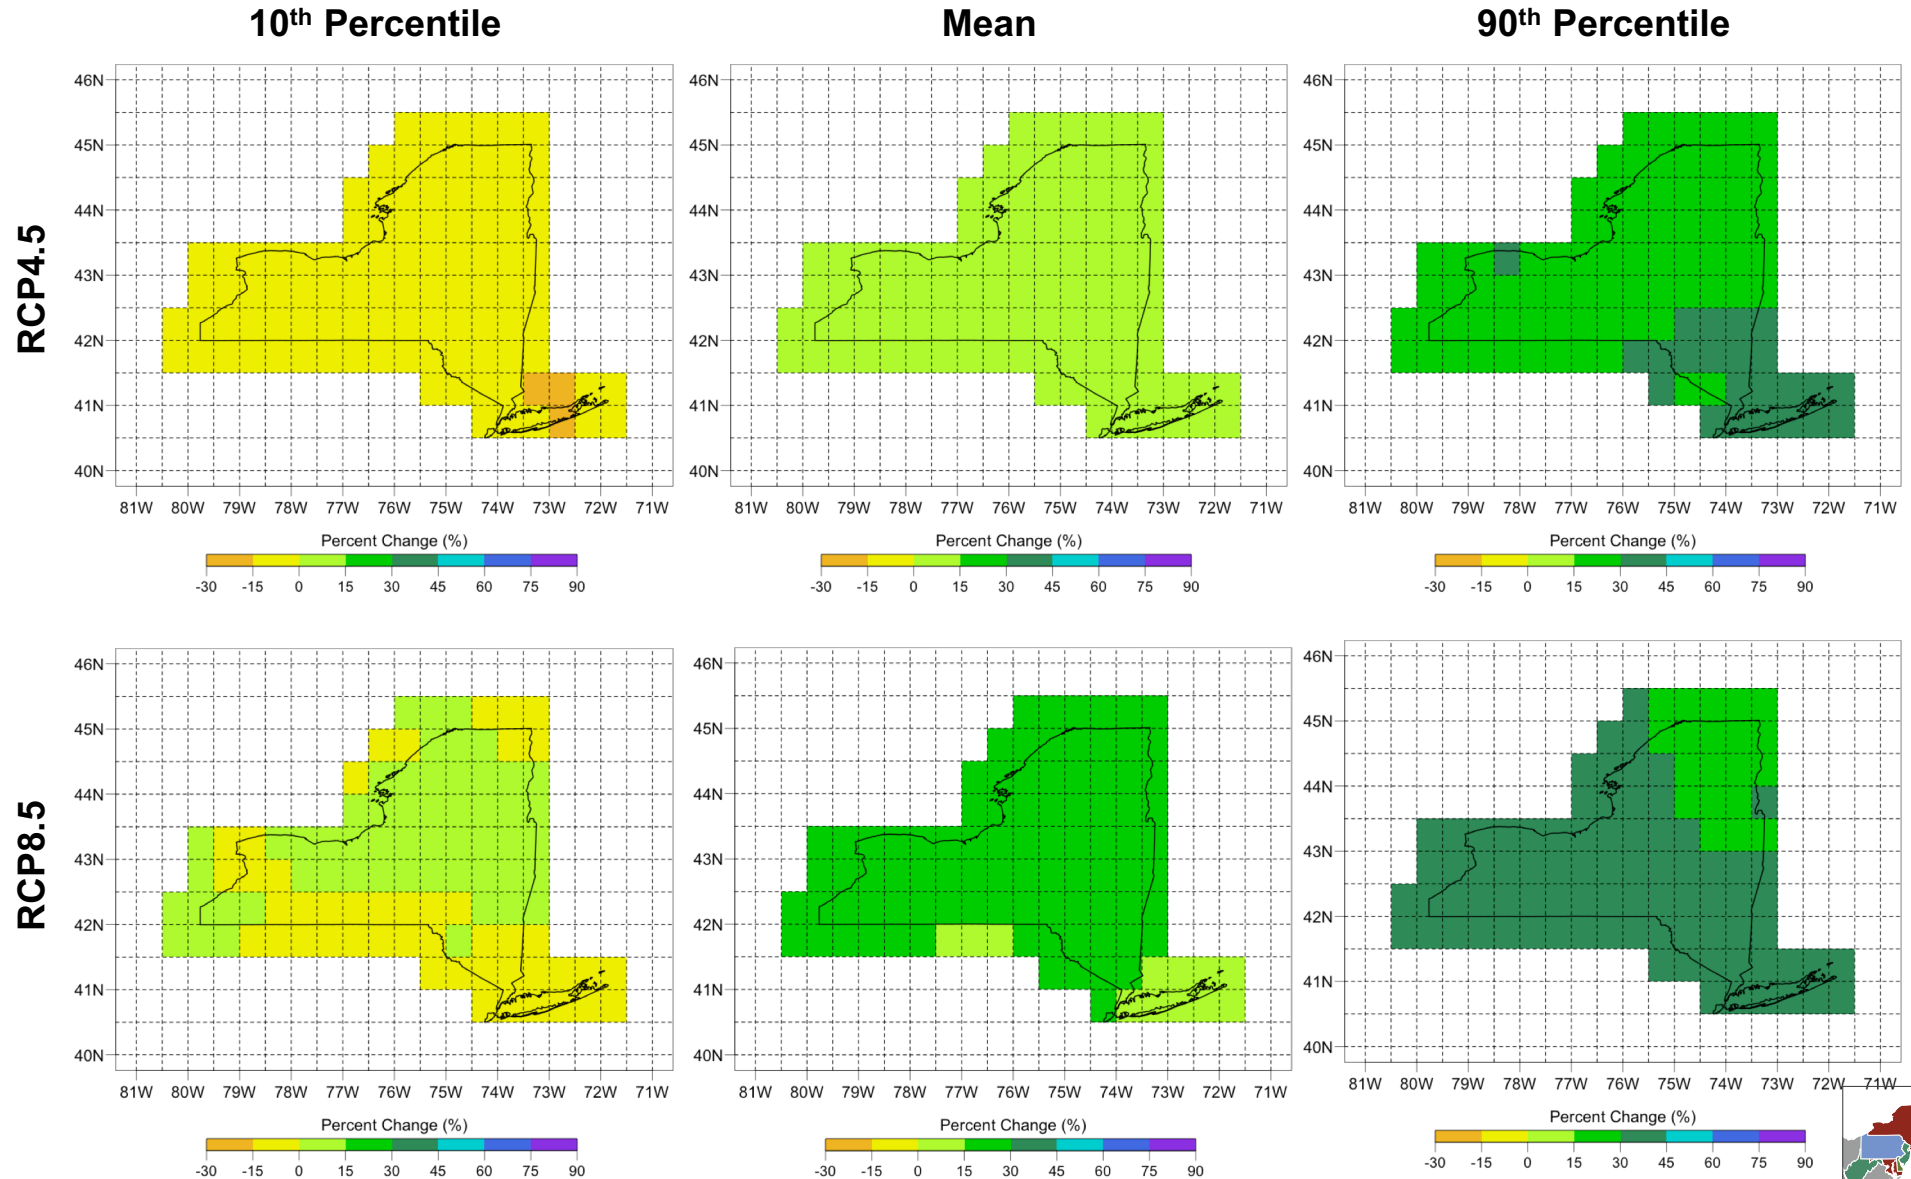 10th Percentile
Mean
90th Percentile
RCP4.5
46N
45N
44N
43N
42N
41N
40N
81W 80W 79W 78W 77W 76W 75W 74W 73W 72W 71W
Percent Change (%)
-30 -15 0 15 30 45 60 75 90
46N
45N
44N
43N
42N
41N
40N
81W 80W 79W 78W 77W 76W 75W 74W 73W 72W 71W
Percent Change (%)
-30 -15 0 15 30 45 60 75 90
46N
45N
44N
43N
42N
41N
40N
81W 80W 79W 78W 77W 76W 75W 74W 73W 72W 71W
Percent Change (%)
-30 -15 0 15 30 45 60 75 90
RCP8.5
46N
45N
44N
43N
42N
41N
40N
81W 80W 79W 78W 77W 76W 75W 74W 73W 72W 71W
Percent Change (%)
-30 -15 0 15 30 45 60 75 90
46N
45N
44N
43N
42N
41N
40N
81W 80W 79W 78W 77W 76W 75W 74W 73W 72W 71W
Percent Change (%)
-30 -15 0 15 30 45 60 75 90
46N
45N
44N
43N
42N
41N
40N
81W 80W 79W 78W 77W 76W 75W 74W 73W 72W 71W
Percent Change (%)
-30 -15 0 15 30 45 60 75 90